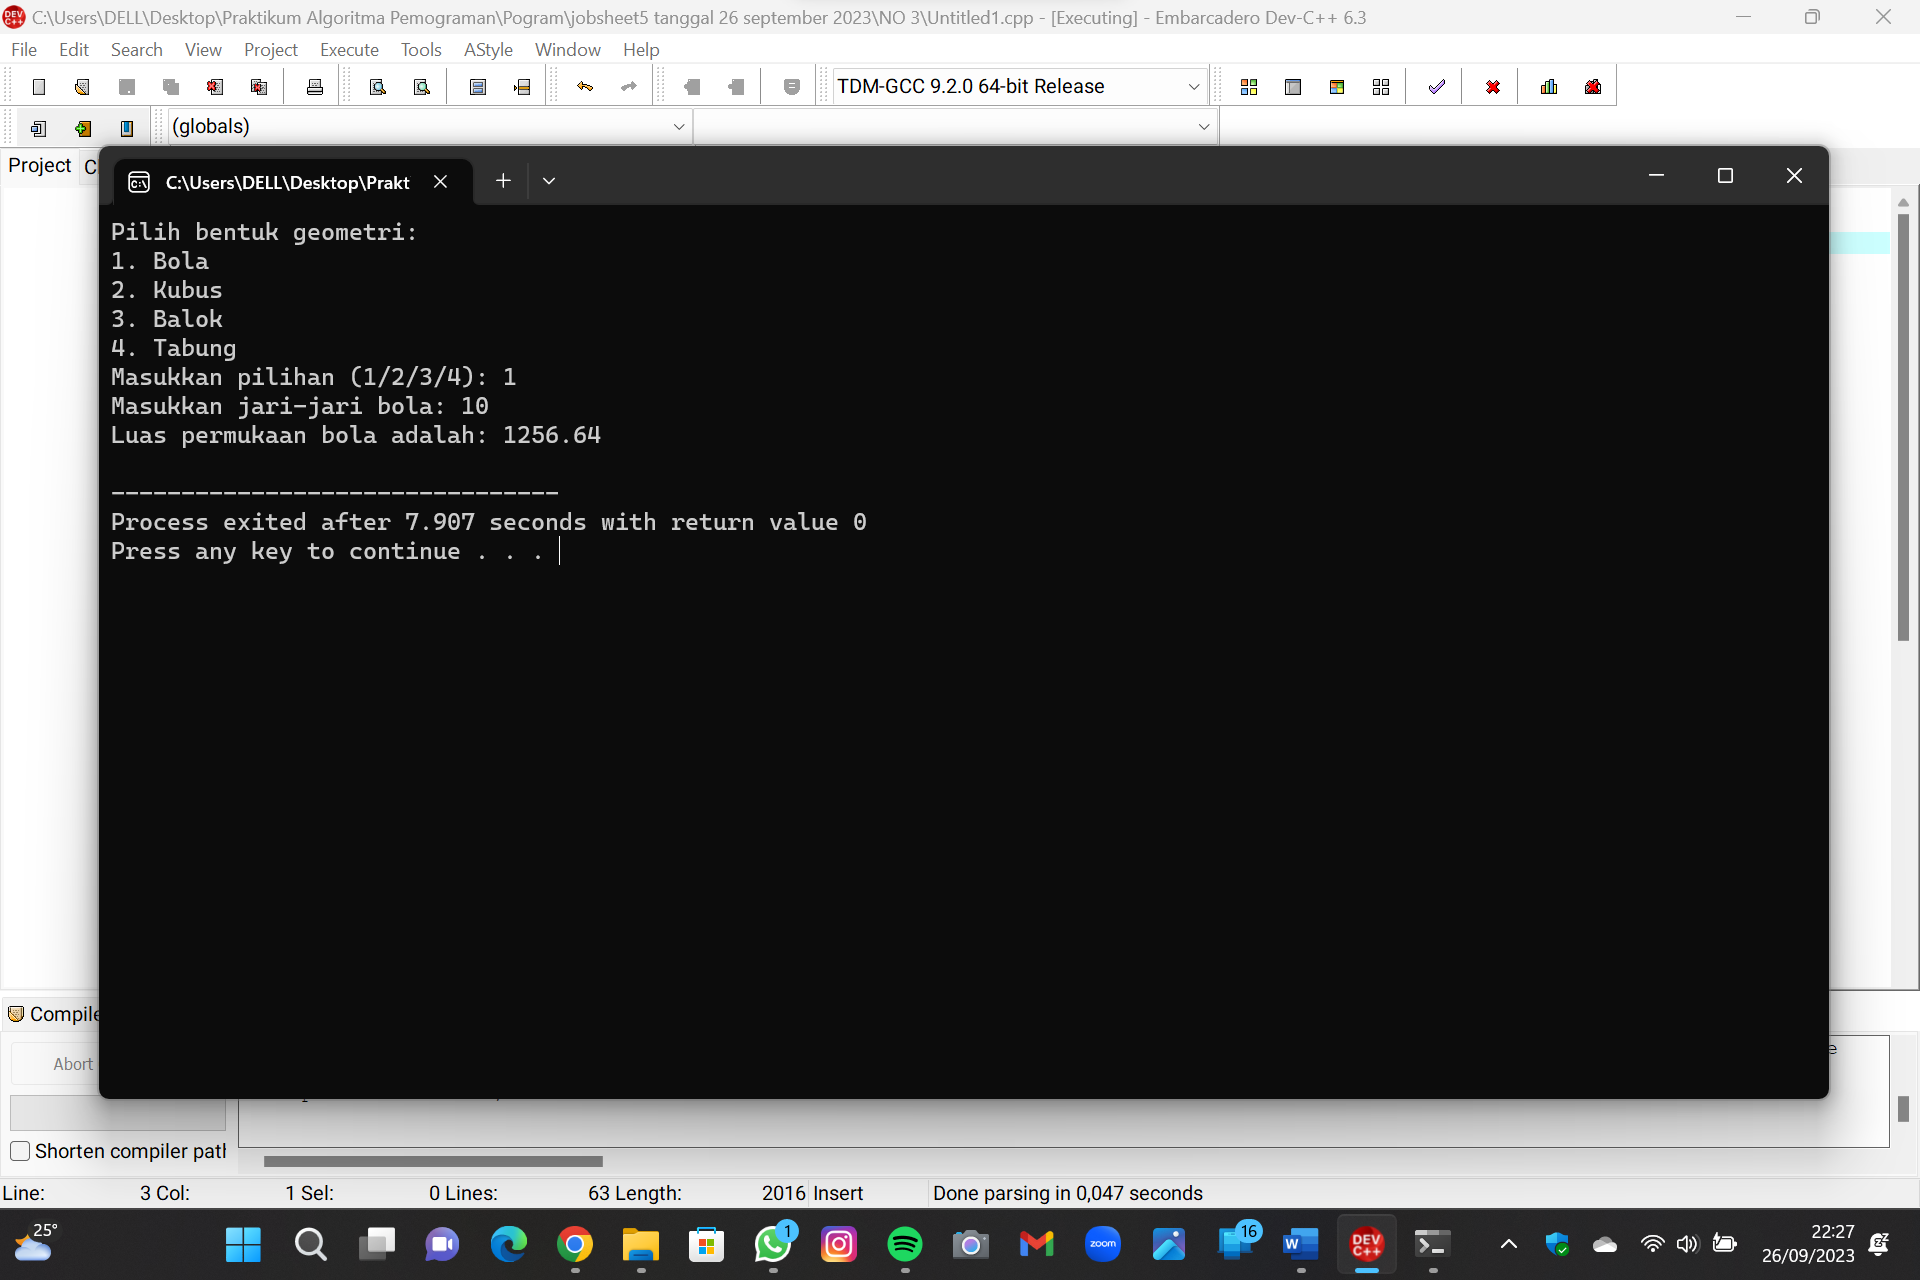 C:\Users\DELL\Desktop\Praktikum Algoritma Pemograman\Pogram\jobsheet5 tanggal 26 september 2023\NO 3\Untitled1.cpp - [Executing] - Embarcadero Dev-C++ 6.3
File Edit Search View Project Execute Tools AStyle Window Help
TDM-GCC 9.2.0 64-bit Release
(globals)
Project
C:\Users\DELL\Desktop\Prakt
Pilih bentuk geometri:
1. Bola
2. Kubus
3. Balok
4. Tabung
Masukkan pilihan (1/2/3/4): 1
Masukkan jari-jari bola: 10
Luas permukaan bola adalah: 1256.64
--------------------------------
Process exited after 7.907 seconds with return value 0
Press any key to continue . . .
Compile
Abort
Shorten compiler path
Line: 3 Col: 1 Sel: 0 Lines: 63 Length: 2016 Insert Done parsing in 0,047 seconds
25°
1
zoom
16
W
DEV C++
22:27
26/09/2023